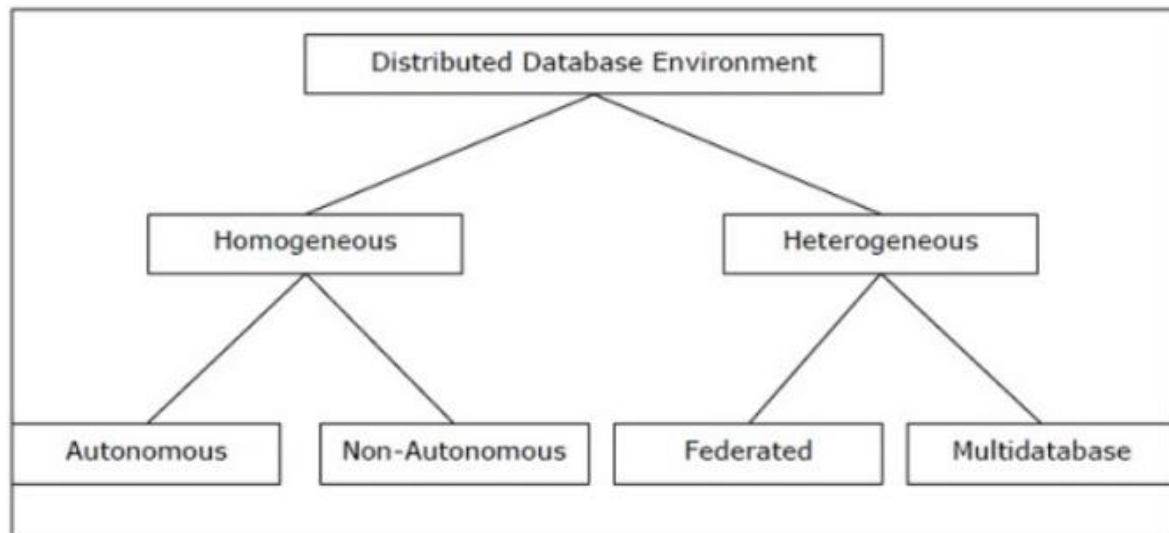 Distributed Database Environment
Homogeneous
Heterogeneous
Autonomous
Non-Autonomous
Federated
Multidatabase